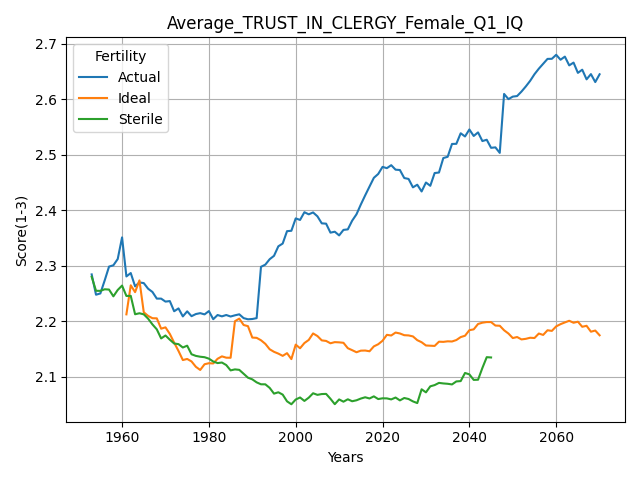 Average_TRUST_IN_CLERGY_Female_Q1_IQ
Fertility
Actual
Ideal
Sterile
Score(1-3)
2.7
2.6
2.5
2.4
2.3
2.2
2.1
1960 1980 2000 2020 2040 2060
Years